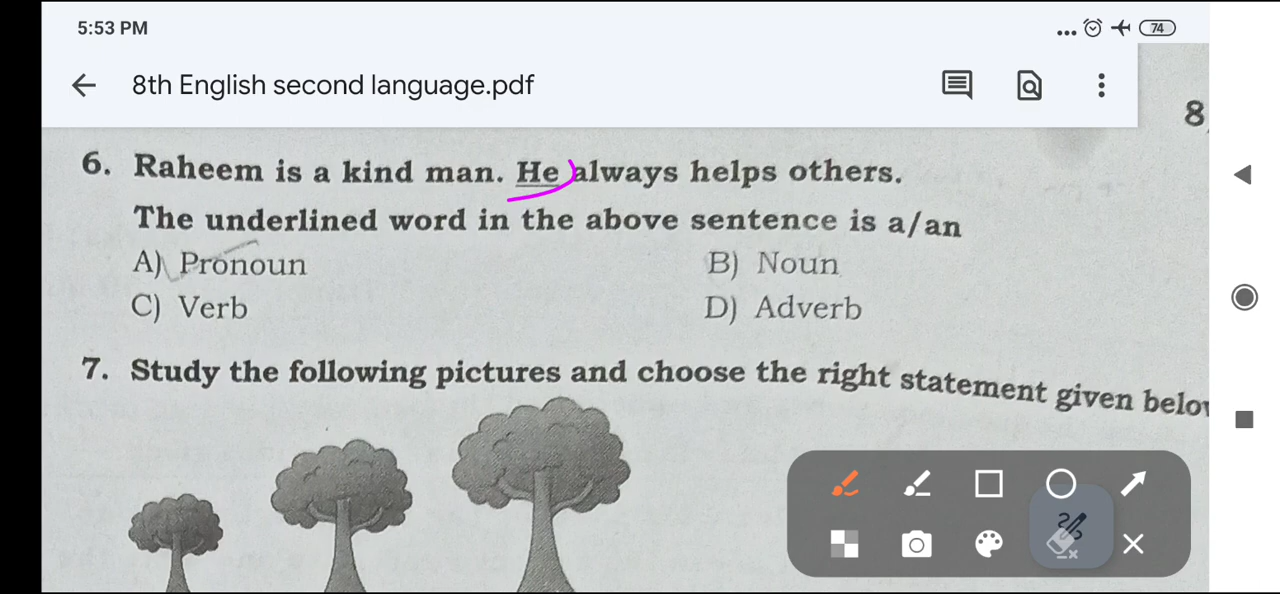 5:53 PM
74
8th English second language.pdf
8
6. Raheem is a kind man. He always helps others.
The underlined word in the above sentence is a/an
A) Pronoun
B) Noun
C) Verb
D) Adverb
7. Study the following pictures and choose the right statement given